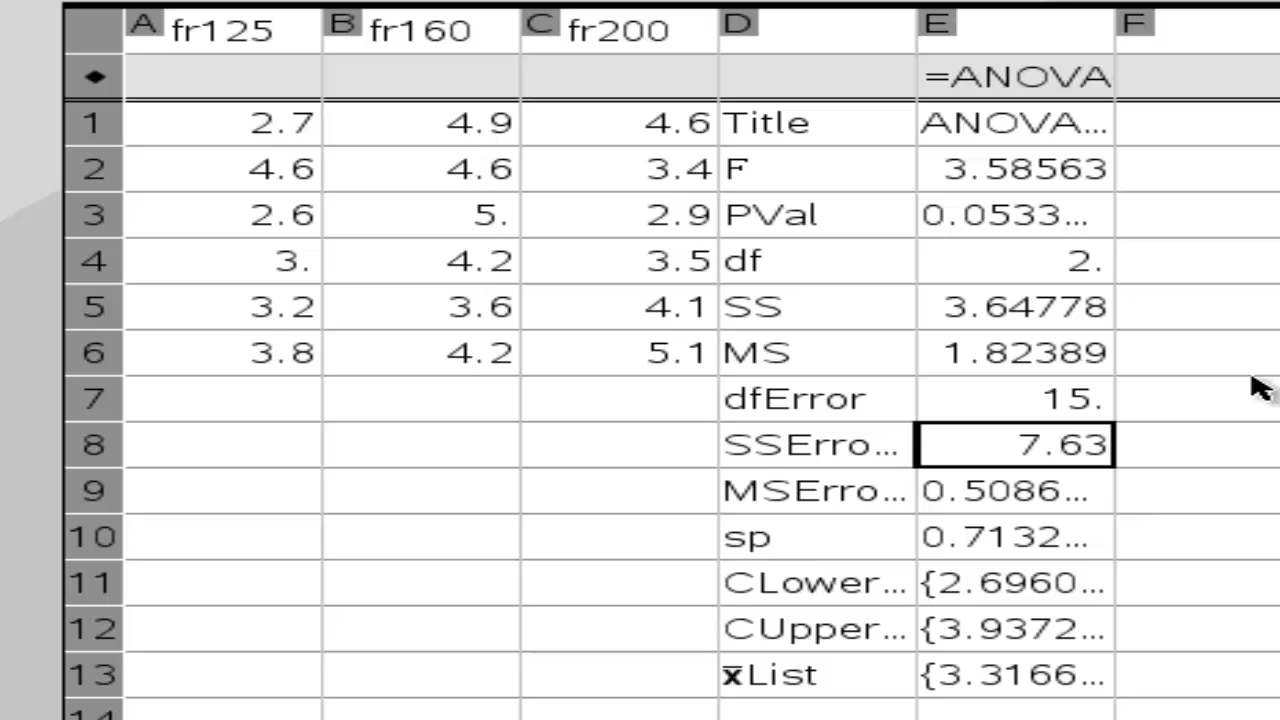 A fr125 B fr160 C fr200 D E F
♦ =ANOVA
1 2.7 4.9 4.6 Title ANOVA...
2 4.6 4.6 3.4 F 3.58563
3 2.6 5. 2.9 PVal 0.0533...
4 3. 4.2 3.5 df 2.
5 3.2 3.6 4.1 SS 3.64778
6 3.8 4.2 5.1 MS 1.82389
7 dfError 15.
8 SSErro... 7.63
9 MSErro... 0.5086...
10 sp 0.7132...
11 CLower... {2.6960...
12 CUpper... {3.9372...
13 x̄List {3.3166...
14